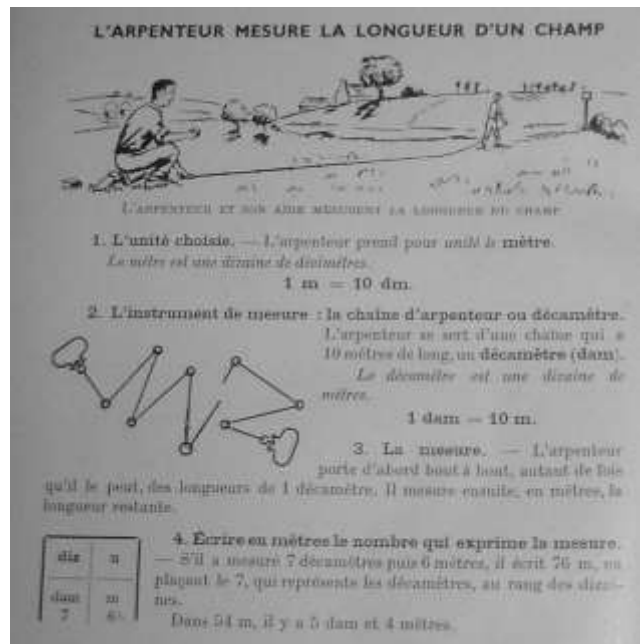 L'ARPENTEUR MESURE LA LONGUEUR D'UN CHAMP
L'ARPENTEUR ET SON AIDE MESURENT LA LONGUEUR DU CHAMP
1. L'unité choisie. — L'arpenteur prend pour unité le mètre.
Le mètre est une dizaine de décimètres.
1 m = 10 dm.
2. L'instrument de mesure : la chaîne d'arpenteur ou décamètre.
L'arpenteur se sert d'une chaîne qui a
10 mètres de long, un décamètre (dam).
Le décamètre est une dizaine de
mètres.
1 dam = 10 m.
3. La mesure. — L'arpenteur
porte d'abord bout à bout, autant de fois
qu'il le peut, des longueurs de 1 décamètre. Il mesure ensuite, en mètres, la
longueur restante.
4. Écrire en mètres le nombre qui exprime la mesure.
— S'il a mesuré 7 décamètres puis 6 mètres, il écrit 76 m, en
plaçant le 7, qui représente les décamètres, au rang des dizai-
nes.
Dans 54 m, il y a 5 dam et 4 mètres.
diz u
dam m
7 6